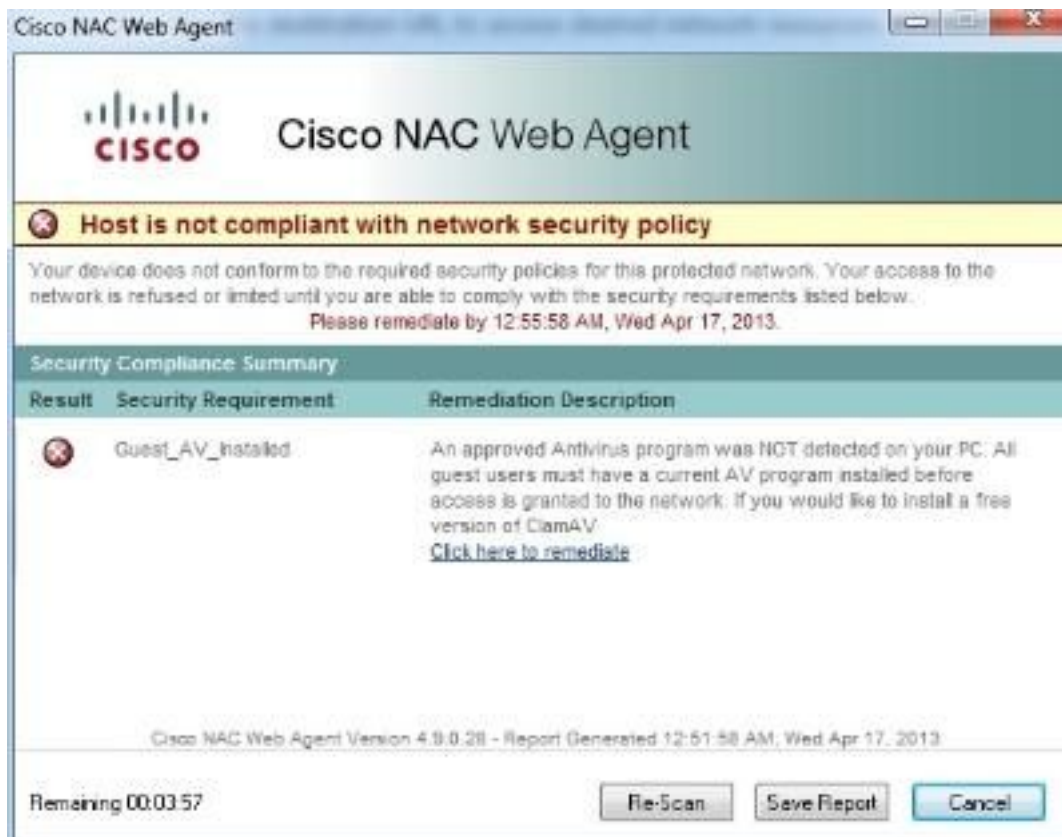 Cisco NAC Web Agent
CISCO
Cisco NAC Web Agent
Host is not compliant with network security policy
Your device does not conform to the required security policies for this protected network. Your access to the
network is refused or limited until you are able to comply with the security requirements listed below.
Please remediate by 12:55:58 AM, Wed Apr 17, 2013.
Security Compliance Summary
Result Security Requirement Remediation Description
Guest_AV_Installed An approved Antivirus program was NOT detected on your PC. All
guest users must have a current AV program installed before
access is granted to the network. If you would like to install a free
version of ClamAV
Click here to remediate
Cisco NAC Web Agent Version 4.9.0.28 - Report Generated 12:51:58 AM, Wed Apr 17, 2013
Remaining 00:03:57 Re-Scan Save Report Cancel